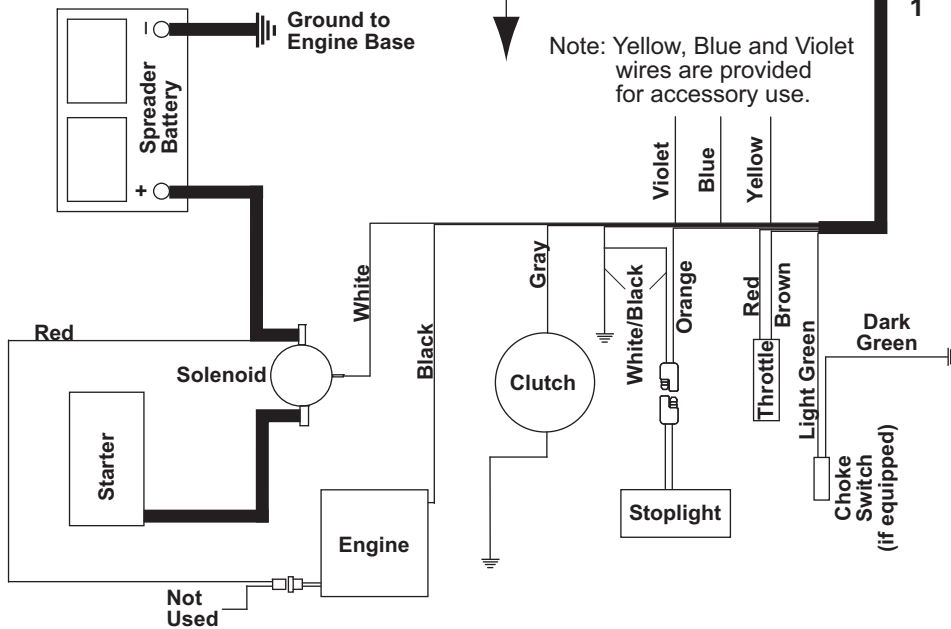 1
Ground to
Engine Base
Note: Yellow, Blue and Violet
wires are provided
for accessory use.
–
Spreader
Battery
+
Violet
Blue
Yellow
White
Black
Gray
White/Black
Orange
Red
Brown
Light Green
Dark
Green
Red
Solenoid
Clutch
Throttle
Choke
Switch
(if equipped)
Starter
Engine
Stoplight
Not
Used